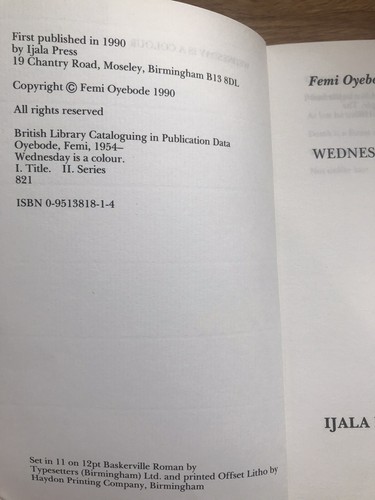 First published in 1990
by Ijala Press
19 Chantry Road, Moseley, Birmingham B13 8DL
Copyright © Femi Oyebode 1990
All rights reserved
British Library Cataloguing in Publication Data
Oyebode, Femi, 1954–
Wednesday is a colour.
I. Title. II. Series
821
ISBN 0-9513818-1-4
Set in 11 on 12pt Baskerville Roman by
Typesetters (Birmingham) Ltd. and printed Offset Litho by
Haydon Printing Company, Birmingham
Femi Oyebo
WEDNES
IJALA